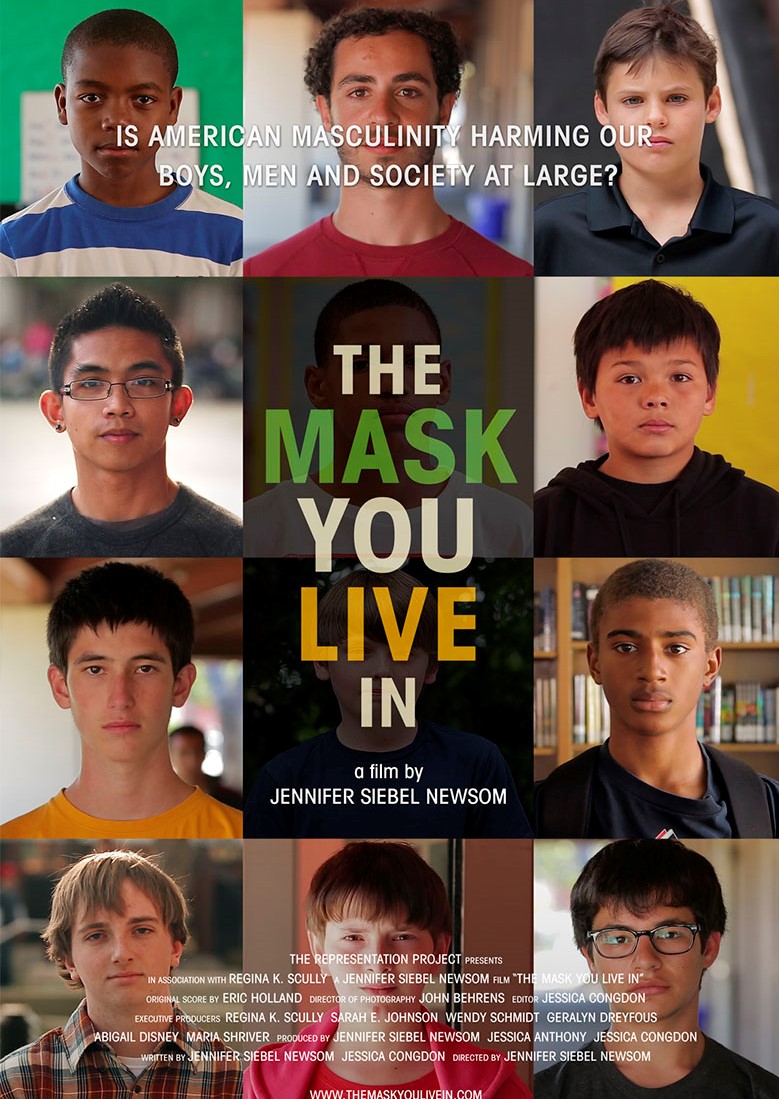 IS AMERICAN MASCULINITY HARMING OUR
BOYS, MEN AND SOCIETY AT LARGE?
THE
MASK
YOU
LIVE
IN
a film by
JENNIFER SIEBEL NEWSOM
THE REPRESENTATION PROJECT PRESENTS
IN ASSOCIATION WITH REGINA K. SCULLY A JENNIFER SIEBEL NEWSOM FILM "THE MASK YOU LIVE IN"
ORIGINAL SCORE BY ERIC HOLLAND DIRECTOR OF PHOTOGRAPHY JOHN BEHRENS EDITOR JESSICA CONGDON
EXECUTIVE PRODUCERS REGINA K. SCULLY SARAH E. JOHNSON WENDY SCHMIDT GERALYN DREYFOUS
ABIGAIL DISNEY MARIA SHRIVER PRODUCED BY JENNIFER SIEBEL NEWSOM JESSICA ANTHONY JESSICA CONGDON
WRITTEN BY JENNIFER SIEBEL NEWSOM JESSICA CONGDON DIRECTED BY JENNIFER SIEBEL NEWSOM
WWW.THEMASKYOULIVEIN.COM